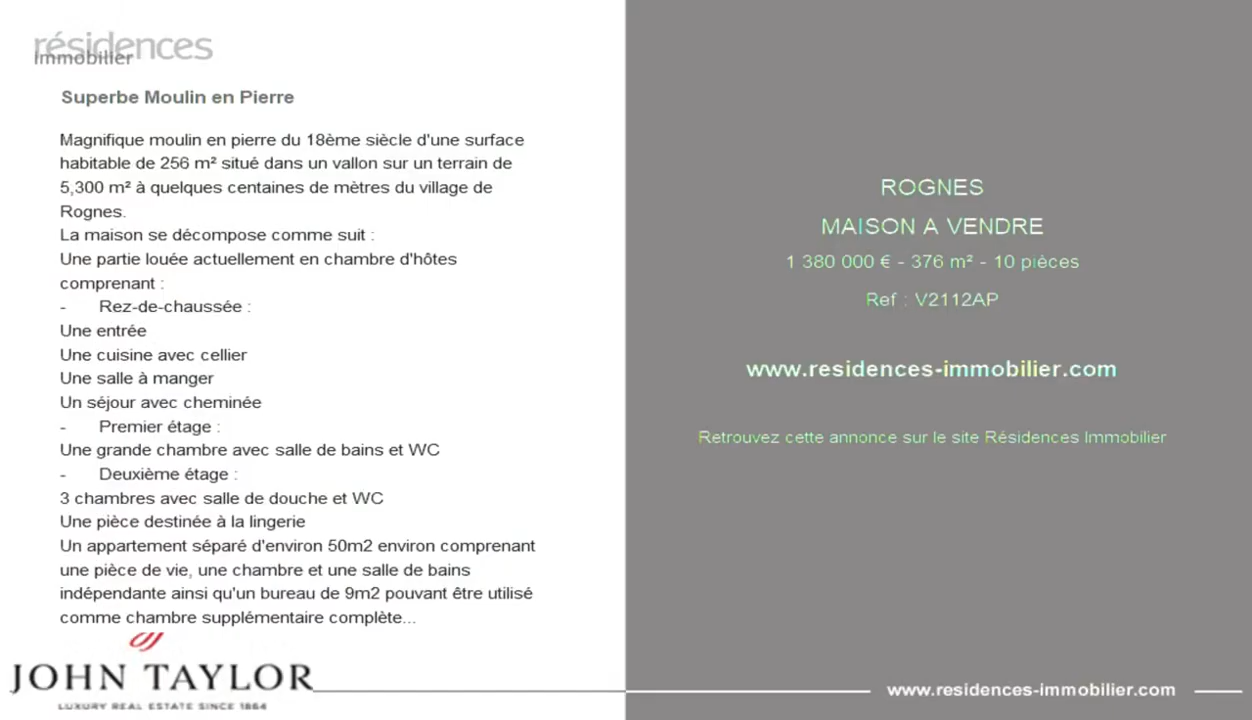 résidences
Immobilier
Superbe Moulin en Pierre
Magnifique moulin en pierre du 18ème siècle d'une surface
habitable de 256 m² situé dans un vallon sur un terrain de
5,300 m² à quelques centaines de mètres du village de
Rognes.
La maison se décompose comme suit :
Une partie louée actuellement en chambre d'hôtes
comprenant :
- Rez-de-chaussée :
Une entrée
Une cuisine avec cellier
Une salle à manger
Un séjour avec cheminée
- Premier étage :
Une grande chambre avec salle de bains et WC
- Deuxième étage :
3 chambres avec salle de douche et WC
Une pièce destinée à la lingerie
Un appartement séparé d'environ 50m2 environ comprenant
une pièce de vie, une chambre et une salle de bains
indépendante ainsi qu'un bureau de 9m2 pouvant être utilisé
comme chambre supplémentaire complète...
JOHN TAYLOR
LUXURY REAL ESTATE SINCE 1864
ROGNES
MAISON A VENDRE
1 380 000 € - 376 m² - 10 pièces
Ref : V2112AP
www.residences-immobilier.com
Retrouvez cette annonce sur le site Résidences Immobilier
www.residences-immobilier.com